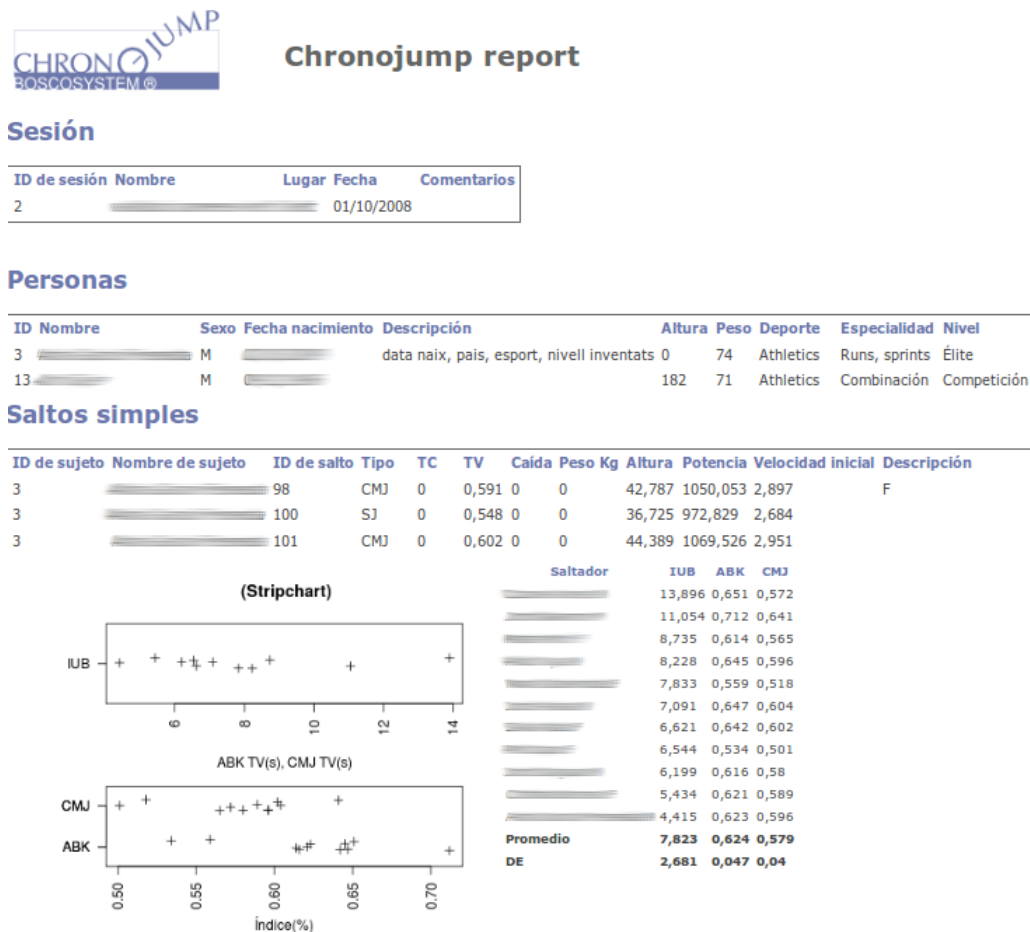 CHRONOJUMP
BOSCOSYSTEM ®
Chronojump report
Sesión
ID de sesión Nombre Lugar Fecha Comentarios
2 01/10/2008
Personas
ID Nombre Sexo Fecha nacimiento Descripción Altura Peso Deporte Especialidad Nivel
3 M data naix, pais, esport, nivell inventats 0 74 Athletics Runs, sprints Élite
13 M 182 71 Athletics Combinación Competición
Saltos simples
ID de sujeto Nombre de sujeto ID de salto Tipo TC TV Caída Peso Kg Altura Potencia Velocidad inicial Descripción
3 98 CMJ 0 0,591 0 0 42,787 1050,053 2,897 F
3 100 SJ 0 0,548 0 0 36,725 972,829 2,684
3 101 CMJ 0 0,602 0 0 44,389 1069,526 2,951
(Stripchart)
IUB
6 8 10 12 14
ABK TV(s), CMJ TV(s)
CMJ
ABK
0.50 0.55 0.60 0.65 0.70
Índice(%)
Saltador IUB ABK CMJ
13,896 0,651 0,572
11,054 0,712 0,641
8,735 0,614 0,565
8,228 0,645 0,596
7,833 0,559 0,518
7,091 0,647 0,604
6,621 0,642 0,602
6,544 0,534 0,501
6,199 0,616 0,58
5,434 0,621 0,589
4,415 0,623 0,596
Promedio 7,823 0,624 0,579
DE 2,681 0,047 0,04